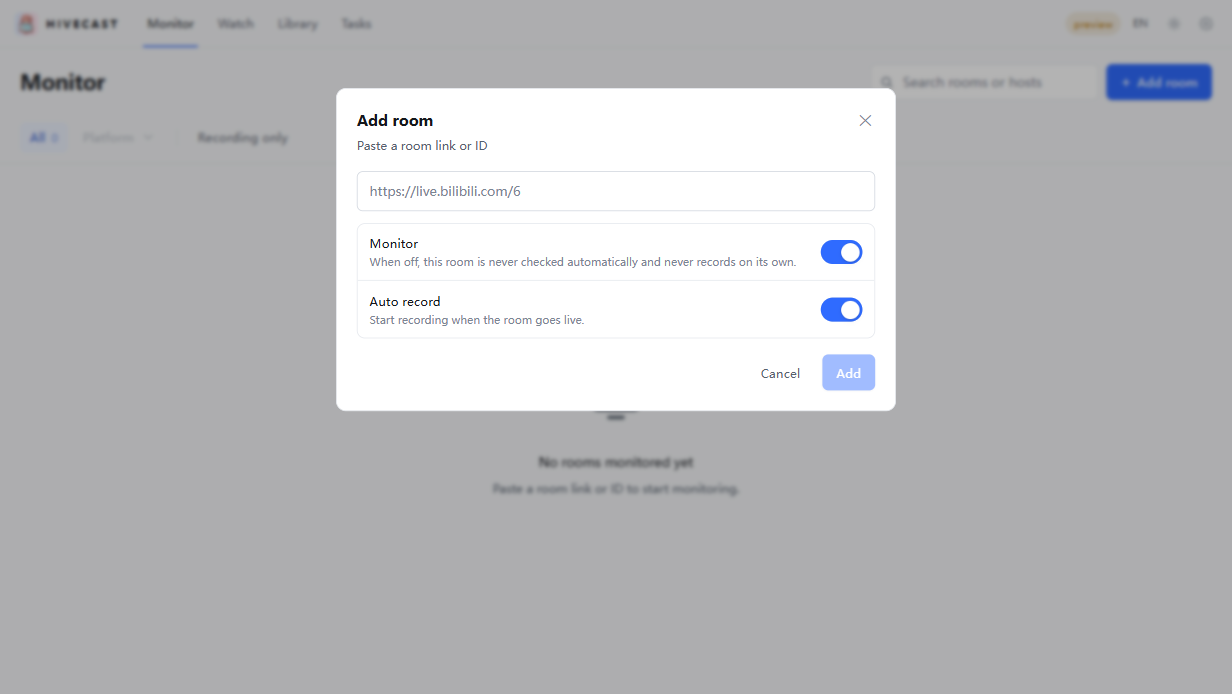 HIVECAST Monitor Watch Library Tasks preview EN
Monitor
Search rooms or hosts
+ Add room
All 0 Platform Recording only
Add room
Paste a room link or ID
https://live.bilibili.com/6
Monitor
When off, this room is never checked automatically and never records on its own.
Auto record
Start recording when the room goes live.
Cancel Add
No rooms monitored yet
Paste a room link or ID to start monitoring.